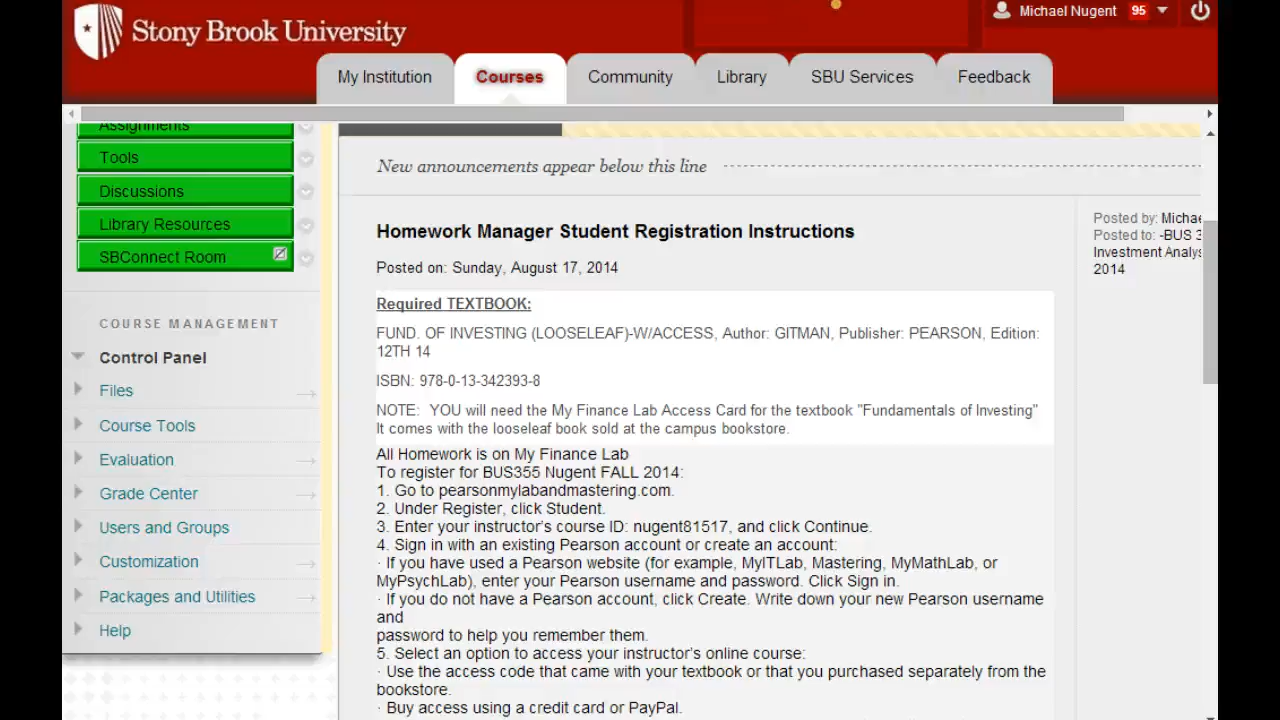 Stony Brook University
Michael Nugent 95
My Institution Courses Community Library SBU Services Feedback
Assignments
Tools
Discussions
Library Resources
SBConnect Room
COURSE MANAGEMENT
Control Panel
Files
Course Tools
Evaluation
Grade Center
Users and Groups
Customization
Packages and Utilities
Help
New announcements appear below this line
Homework Manager Student Registration Instructions
Posted on: Sunday, August 17, 2014
Required TEXTBOOK:
FUND. OF INVESTING (LOOSELEAF)-W/ACCESS, Author: GITMAN, Publisher: PEARSON, Edition:
12TH 14
ISBN: 978-0-13-342393-8
NOTE: YOU will need the My Finance Lab Access Card for the textbook "Fundamentals of Investing"
It comes with the looseleaf book sold at the campus bookstore.
All Homework is on My Finance Lab
To register for BUS355 Nugent FALL 2014:
1. Go to pearsonmylabandmastering.com.
2. Under Register, click Student.
3. Enter your instructor's course ID: nugent81517, and click Continue.
4. Sign in with an existing Pearson account or create an account:
· If you have used a Pearson website (for example, MyITLab, Mastering, MyMathLab, or
MyPsychLab), enter your Pearson username and password. Click Sign in.
· If you do not have a Pearson account, click Create. Write down your new Pearson username
and
password to help you remember them.
5. Select an option to access your instructor's online course:
· Use the access code that came with your textbook or that you purchased separately from the
bookstore.
· Buy access using a credit card or PayPal.
Posted by: Michae
Posted to: -BUS 3
Investment Analys
2014